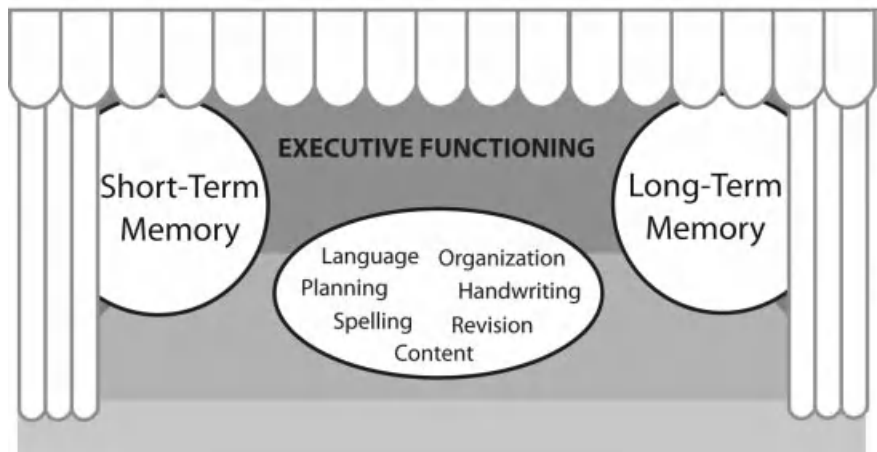 EXECUTIVE FUNCTIONING
Short-Term
Memory
Long-Term
Memory
Language Organization
Planning Handwriting
Spelling Revision
Content